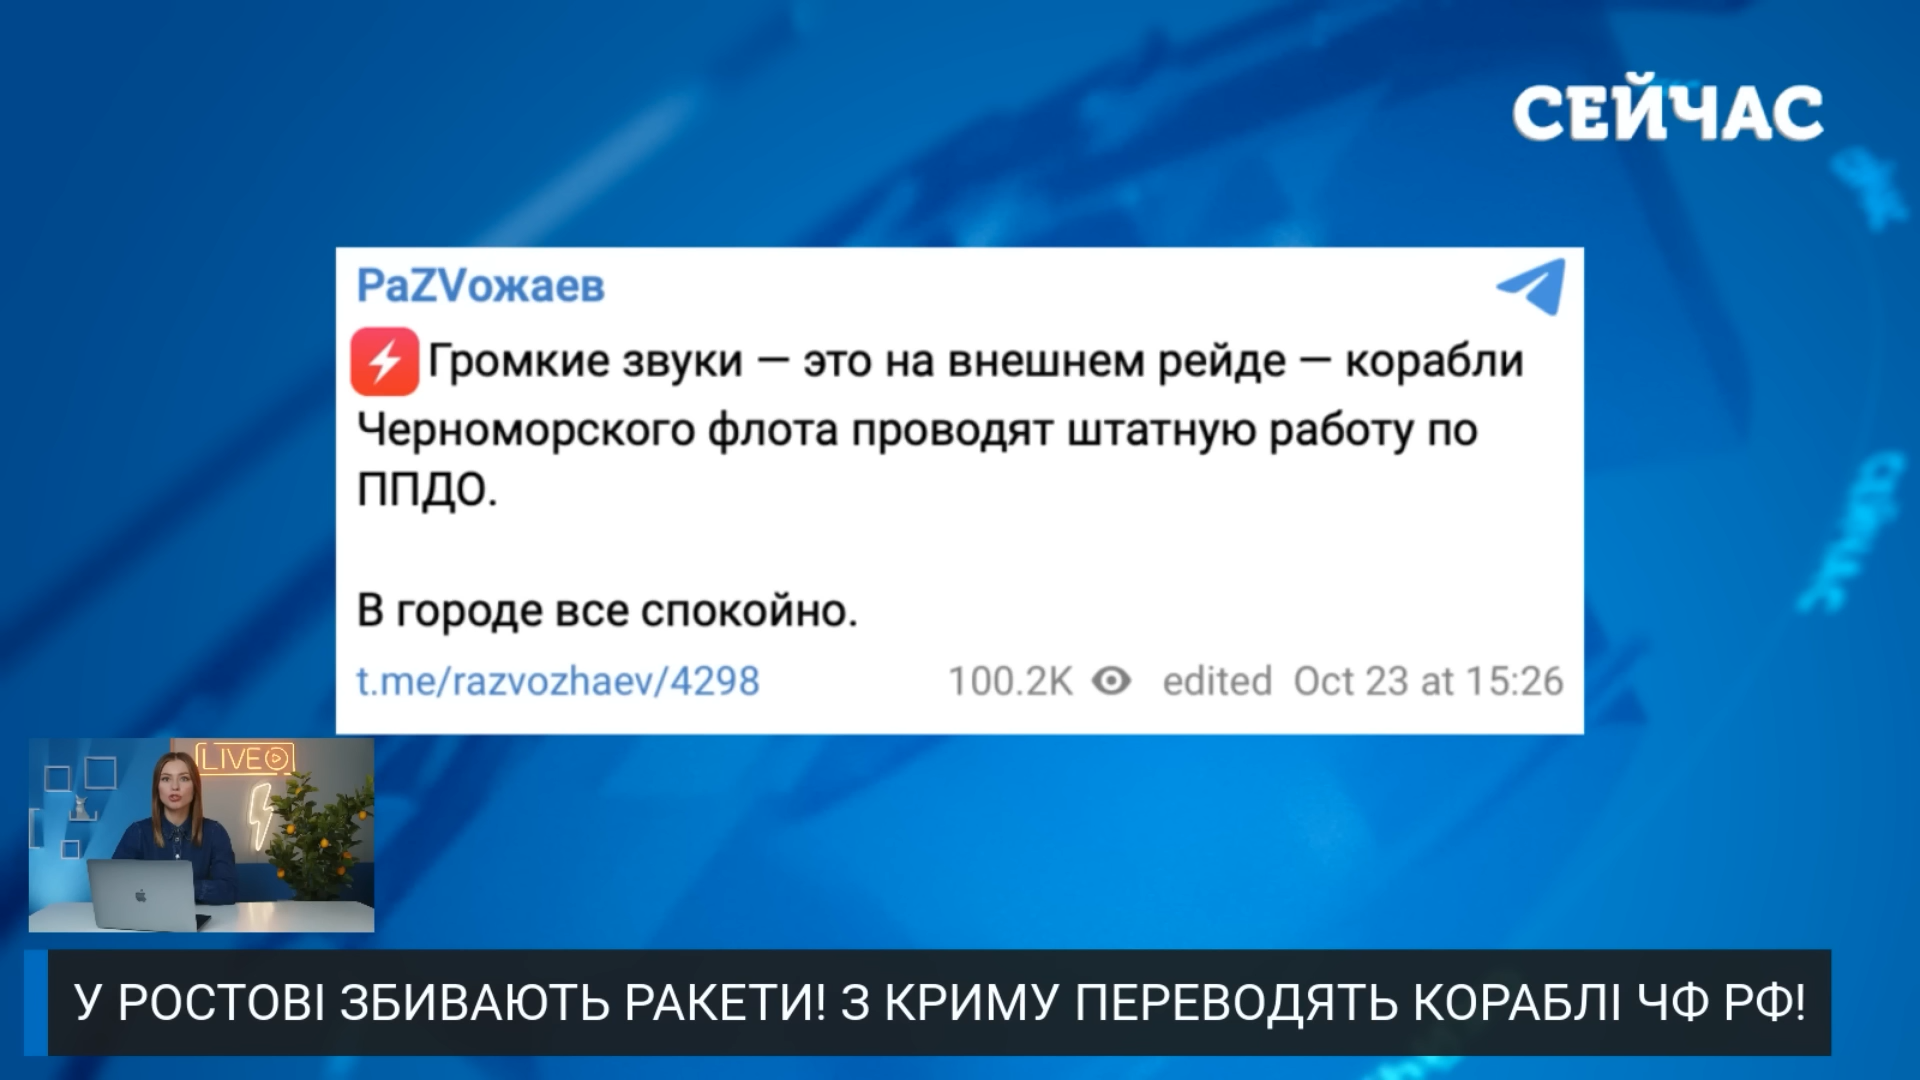 СЕЙЧАС
РаZVожаев
Громкие звуки — это на внешнем рейде — корабли
Черноморского флота проводят штатную работу по
ППДО.
В городе все спокойно.
t.me/razvozhaev/4298 100.2K edited Oct 23 at 15:26
LIVE
У РОСТОВІ ЗБИВАЮТЬ РАКЕТИ! З КРИМУ ПЕРЕВОДЯТЬ КОРАБЛІ ЧФ РФ!